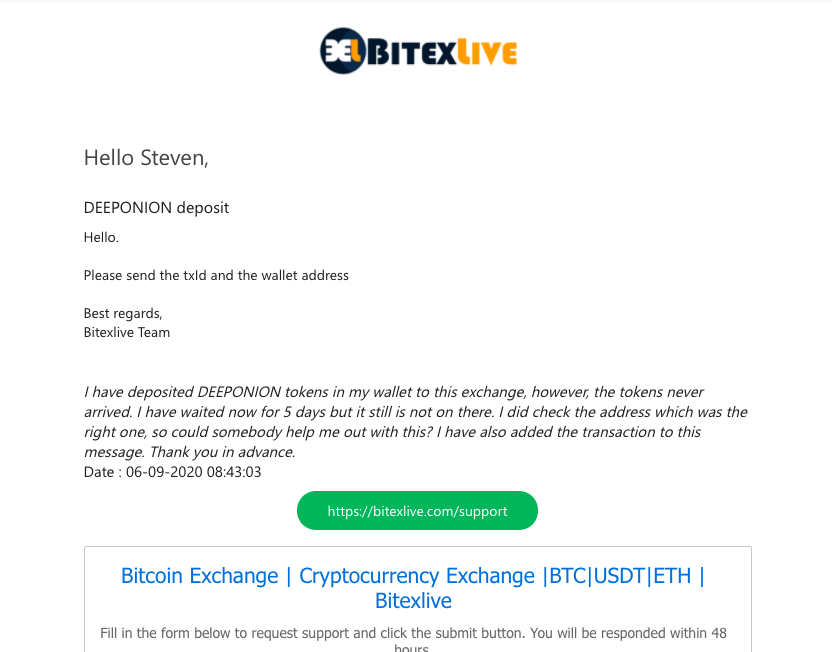 BITEXLIVE
Hello Steven,
DEEPONION deposit
Hello.
Please send the txId and the wallet address
Best regards,
Bitexlive Team
I have deposited DEEPONION tokens in my wallet to this exchange, however, the tokens never
arrived. I have waited now for 5 days but it still is not on there. I did check the address which was the
right one, so could somebody help me out with this? I have also added the transaction to this
message. Thank you in advance.
Date : 06-09-2020 08:43:03
https://bitexlive.com/support
Bitcoin Exchange | Cryptocurrency Exchange |BTC|USDT|ETH |
Bitexlive
Fill in the form below to request support and click the submit button. You will be responded within 48
hours